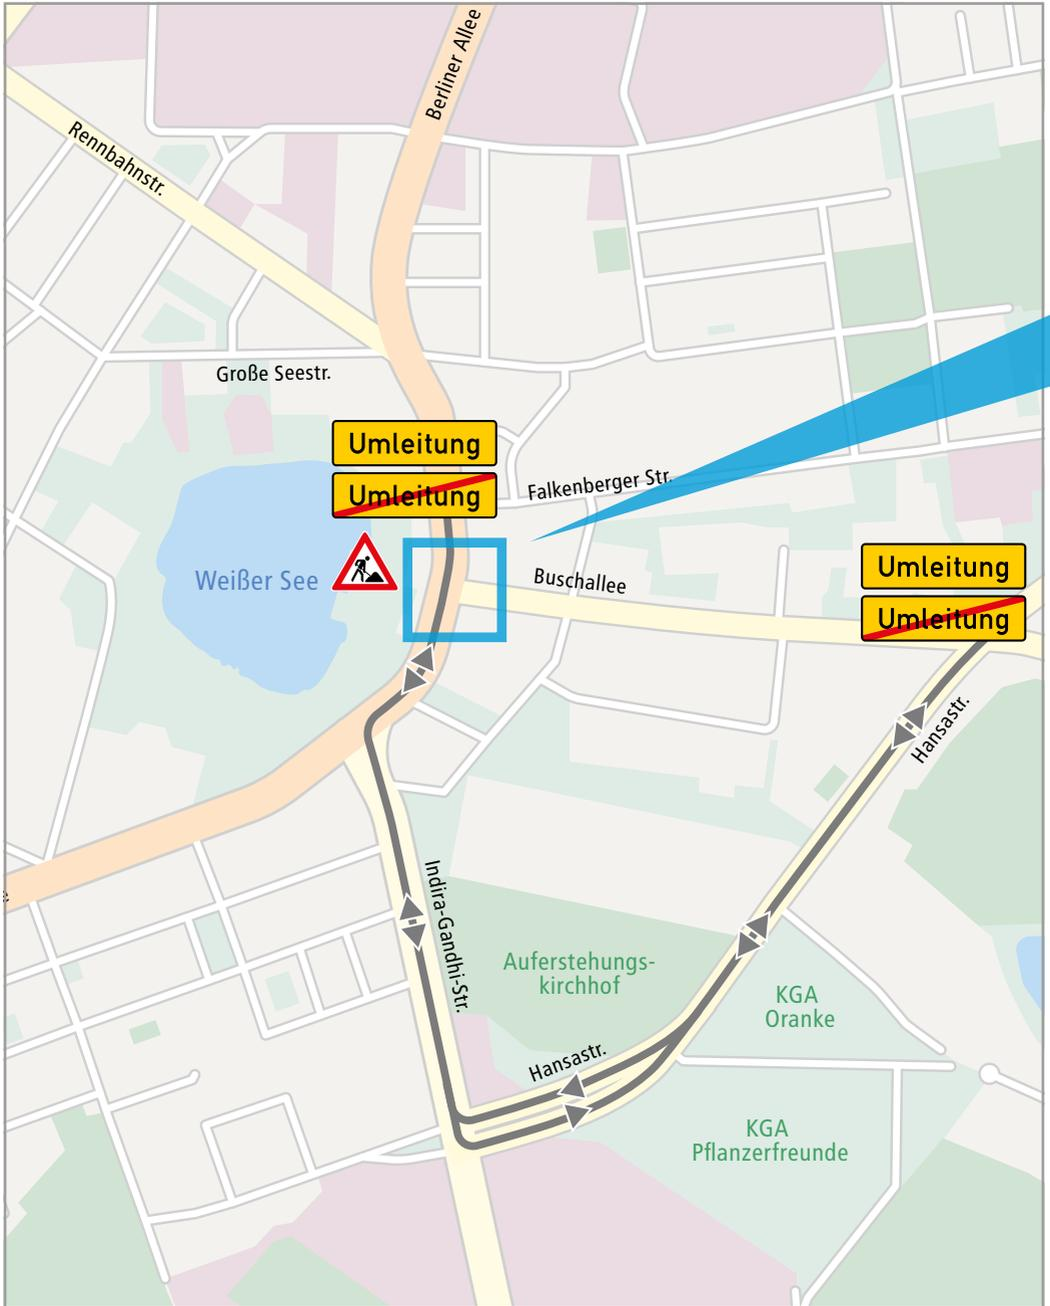 Berliner Allee
Rennbahnstr.
Große Seestr.
Umleitung
Umleitung
Falkenberger Str.
Weißer See
Buschallee
Umleitung
Umleitung
Hansastr.
Indira-Gandhi-Str.
Auferstehungs-
kirchhof
KGA
Oranke
Hansastr.
KGA
Pflanzerfreunde